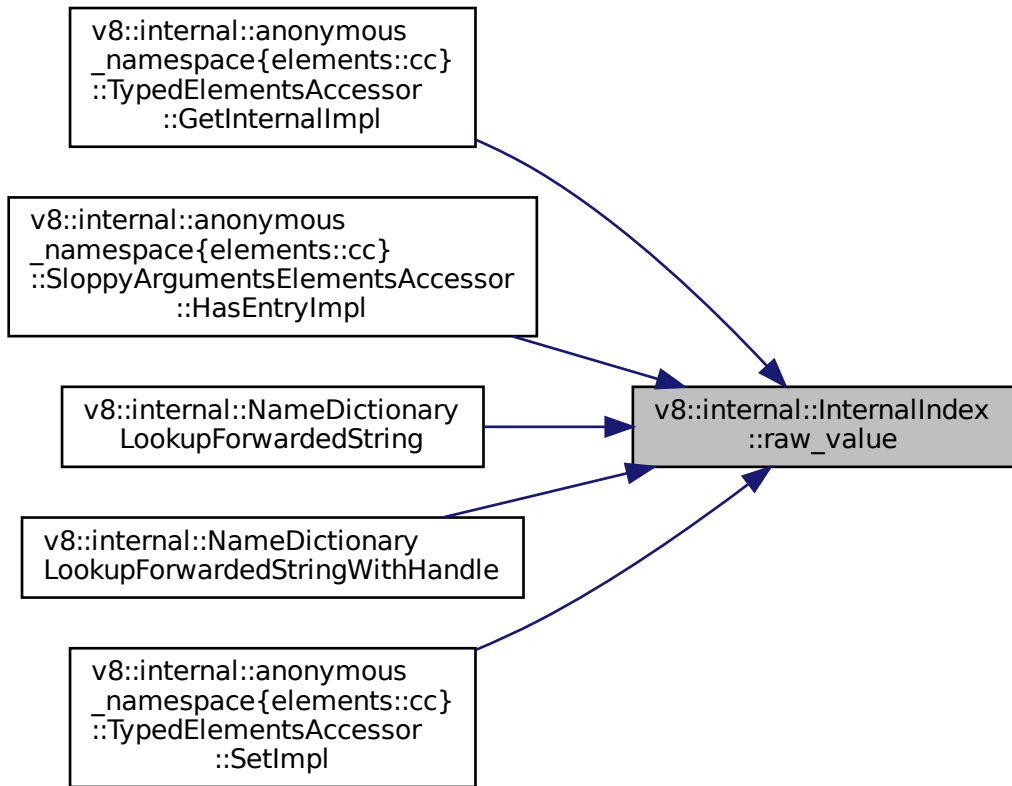 v8::internal::anonymous
_namespace{elements::cc}
::TypedElementsAccessor
::GetInternalImpl
v8::internal::anonymous
_namespace{elements::cc}
::SloppyArgumentsElementsAccessor
::HasEntryImpl
v8::internal::NameDictionary
LookupForwardedString
v8::internal::InternalIndex
::raw_value
v8::internal::NameDictionary
LookupForwardedStringWithHandle
v8::internal::anonymous
_namespace{elements::cc}
::TypedElementsAccessor
::SetImpl